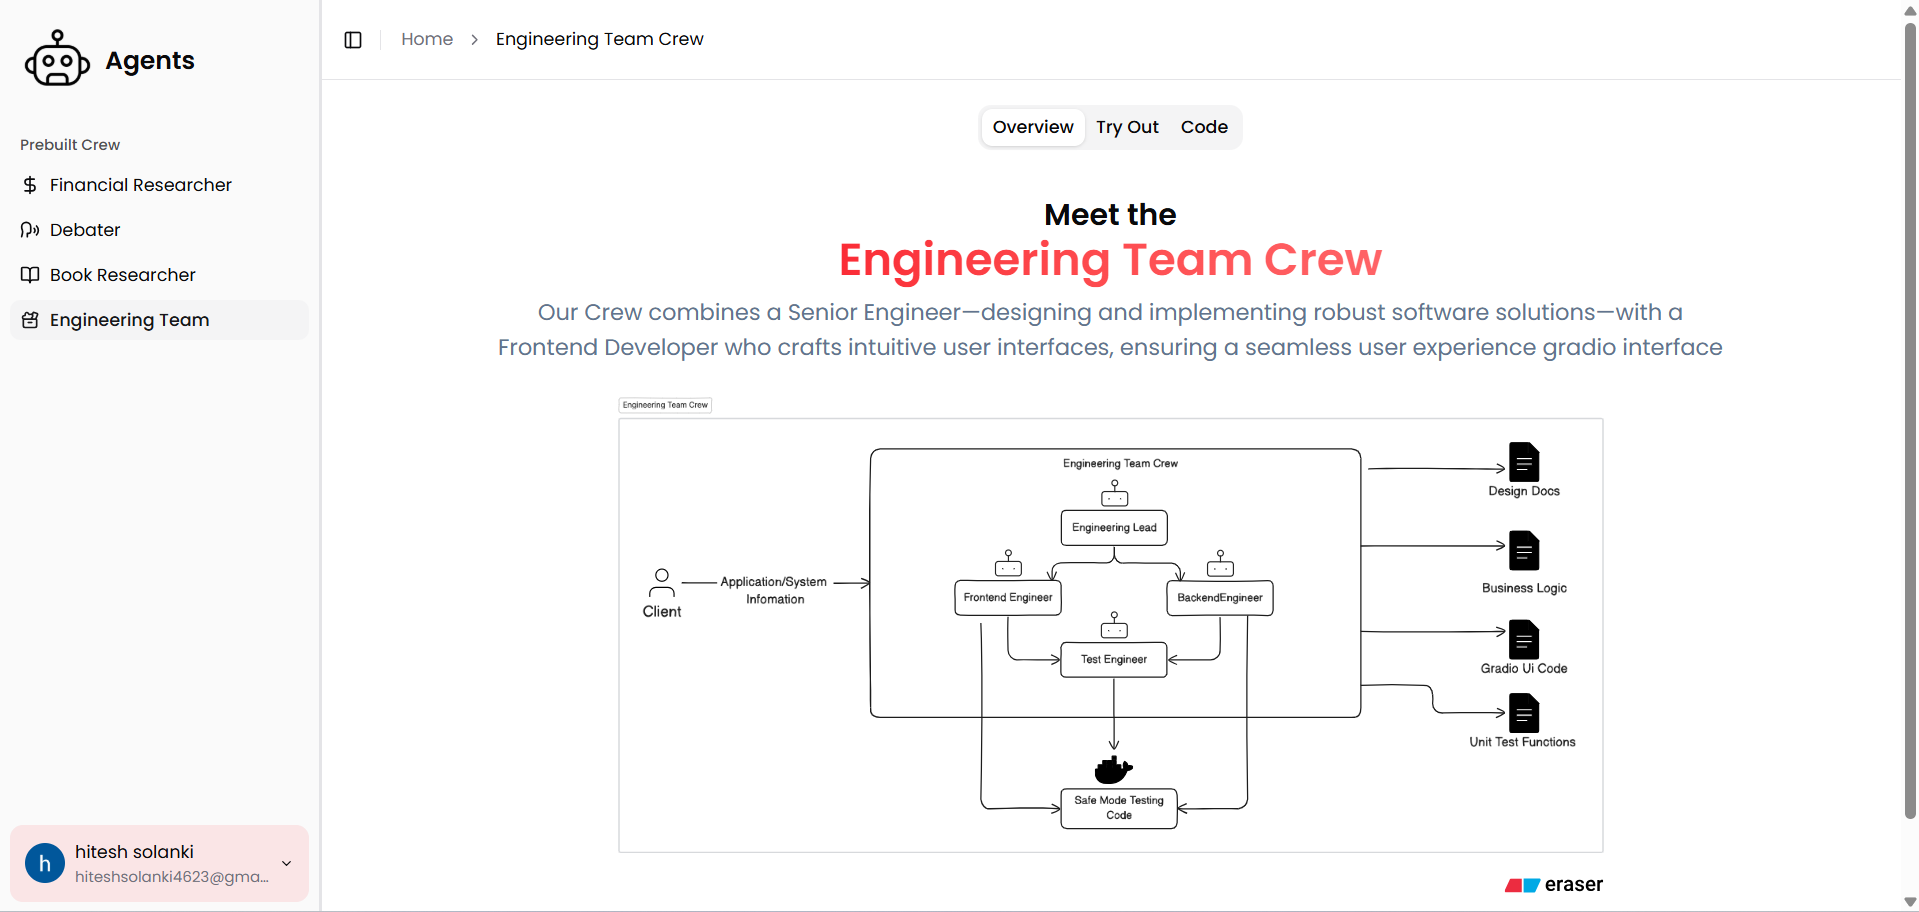 Agents
Prebuilt Crew
Financial Researcher
Debater
Book Researcher
Engineering Team
h
hitesh solanki
hiteshsolanki4623@gma...
Home
Engineering Team Crew
Overview
Try Out
Code
Meet the
Engineering Team Crew
Our Crew combines a Senior Engineer—designing and implementing robust software solutions—with a
Frontend Developer who crafts intuitive user interfaces, ensuring a seamless user experience gradio interface
Engineering Team Crew
Engineering Team Crew
Engineering Lead
Frontend Engineer
BackendEngineer
Test Engineer
Client
Application/System
Infomation
Safe Mode Testing
Code
Design Docs
Business Logic
Gradio Ui Code
Unit Test Functions
eraser